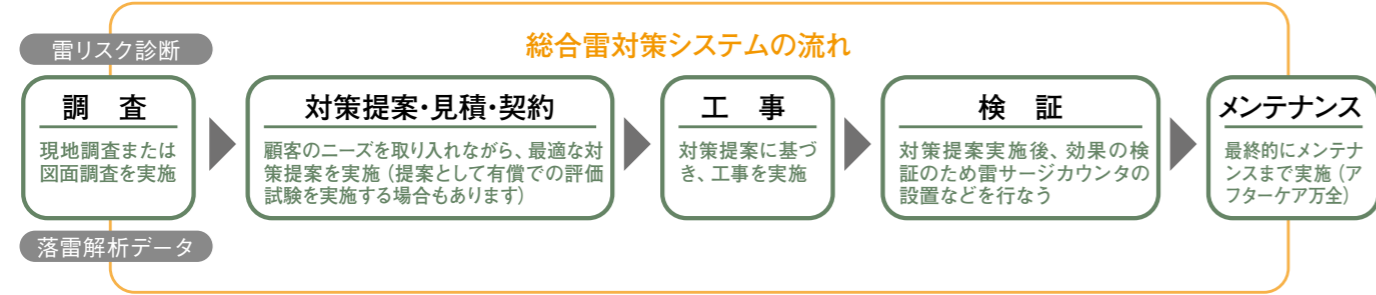 総合雷対策システムの流れ
雷リスク診断
調　査
現地調査または
図面調査を実施
落雷解析データ
対策提案・見積・契約
顧客のニーズを取り入れながら、最適な対
策提案を実施（提案として有償での評価
試験を実施する場合もあります）
工　事
対策提案に基づ
き、工事を実施
検　証
対策提案実施後、効果の検
証のため雷サージカウンタの
設置などを行なう
メンテナンス
最終的にメンテナ
ンスまで実施（ア
フターケア万全）